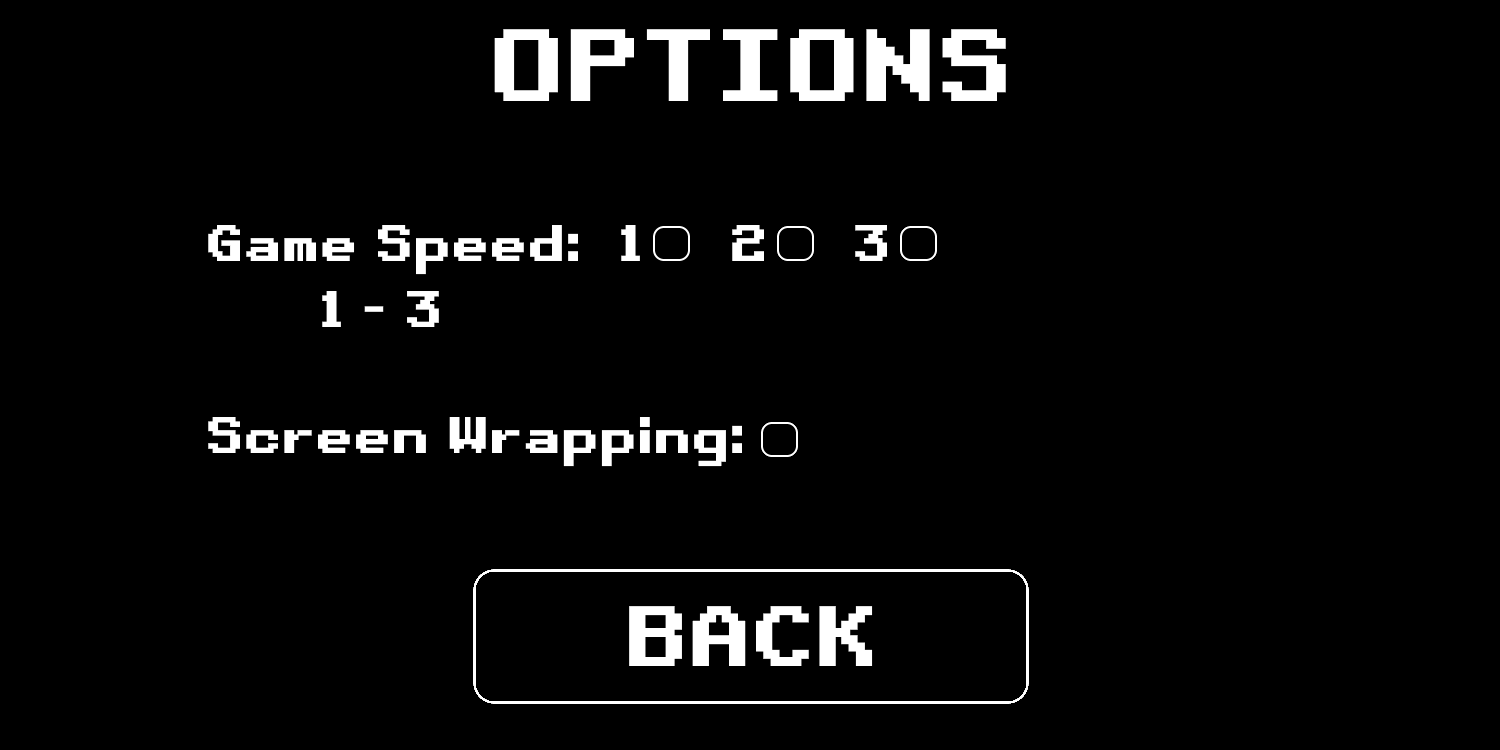 OPTIONS
Game Speed: 1 2 3
1 - 3
Screen Wrapping:
BACK